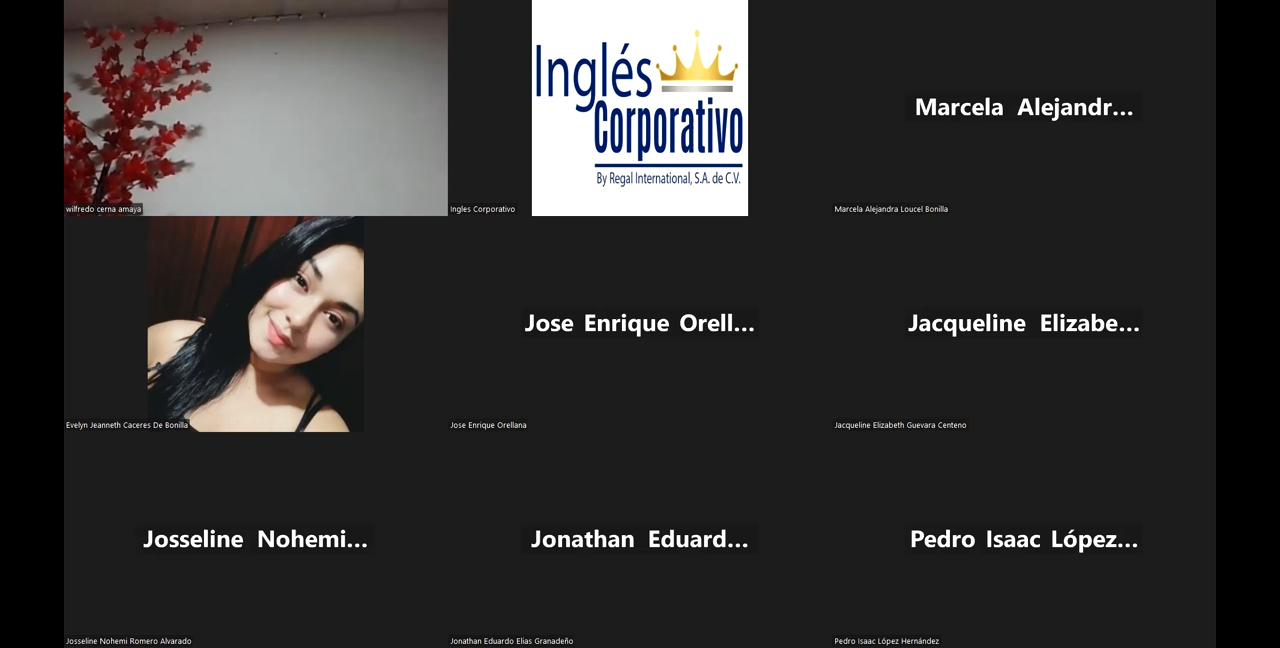 wilfredo cerna amaya
Inglés
Corporativo
By Regal International, S.A. de C.V.
Ingles Corporativo
Marcela Alejandr...
Marcela Alejandra Loucel Bonilla
Evelyn Jeanneth Caceres De Bonilla
Jose Enrique Orell...
Jose Enrique Orellana
Jacqueline Elizabe...
Jacqueline Elizabeth Guevara Centeno
Josseline Nohemi...
Josseline Nohemi Romero Alvarado
Jonathan Eduard...
Jonathan Eduardo Elias Granadeño
Pedro Isaac López...
Pedro Isaac López Hernández